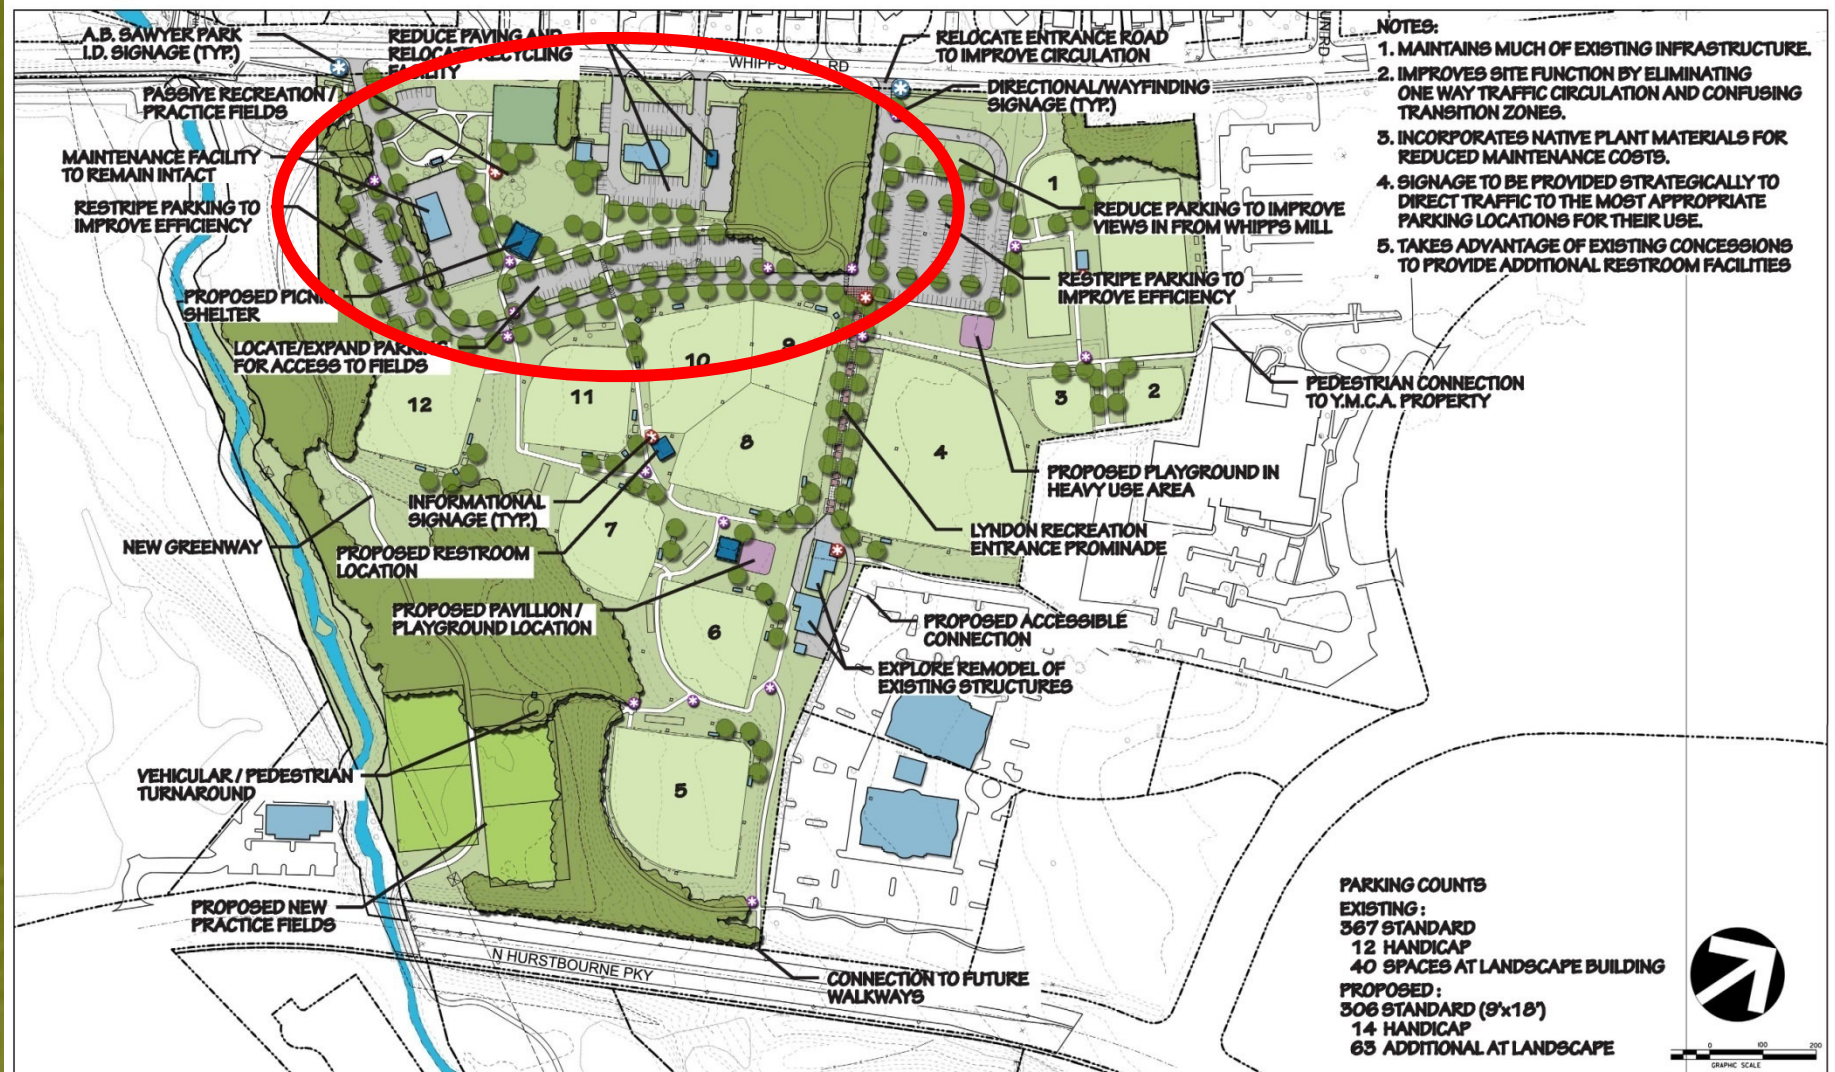 A.B. SAWYER PARK
I.D. SIGNAGE (TYP.)
REDUCE PAVING AND
RELOCATE RECYCLING
FACILITY
WHIPPS MILL RD
RELOCATE ENTRANCE ROAD
TO IMPROVE CIRCULATION
PASSIVE RECREATION /
PRACTICE FIELDS
DIRECTIONAL/WAYFINDING
SIGNAGE (TYP.)
MAINTENANCE FACILITY
TO REMAIN INTACT
RESTRIPE PARKING TO
IMPROVE EFFICIENCY
1
REDUCE PARKING TO IMPROVE
VIEWS IN FROM WHIPPS MILL
RESTRIPE PARKING TO
IMPROVE EFFICIENCY
PROPOSED PICNIC
SHELTER
LOCATE/EXPAND PARKING
FOR ACCESS TO FIELDS
9
10
11
12
3
2
PEDESTRIAN CONNECTION
TO Y.M.C.A. PROPERTY
8
4
PROPOSED PLAYGROUND IN
HEAVY USE AREA
INFORMATIONAL
SIGNAGE (TYP.)
7
LYNDON RECREATION
ENTRANCE PROMINADE
NEW GREENWAY
PROPOSED RESTROOM
LOCATION
PROPOSED PAVILLION /
PLAYGROUND LOCATION
6
PROPOSED ACCESSIBLE
CONNECTION
EXPLORE REMODEL OF
EXISTING STRUCTURES
VEHICULAR / PEDESTRIAN
TURNAROUND
5
PROPOSED NEW
PRACTICE FIELDS
N HURSTBOURNE PKY
CONNECTION TO FUTURE
WALKWAYS
NOTES:
1. MAINTAINS MUCH OF EXISTING INFRASTRUCTURE.
2. IMPROVES SITE FUNCTION BY ELIMINATING
ONE WAY TRAFFIC CIRCULATION AND CONFUSING
TRANSITION ZONES.
3. INCORPORATES NATIVE PLANT MATERIALS FOR
REDUCED MAINTENANCE COSTS.
4. SIGNAGE TO BE PROVIDED STRATEGICALLY TO
DIRECT TRAFFIC TO THE MOST APPROPRIATE
PARKING LOCATIONS FOR THEIR USE.
5. TAKES ADVANTAGE OF EXISTING CONCESSIONS
TO PROVIDE ADDITIONAL RESTROOM FACILITIES
PARKING COUNTS
EXISTING :
367 STANDARD
12 HANDICAP
40 SPACES AT LANDSCAPE BUILDING
PROPOSED :
306 STANDARD (9'x18')
14 HANDICAP
63 ADDITIONAL AT LANDSCAPE
0 100 200
GRAPHIC SCALE